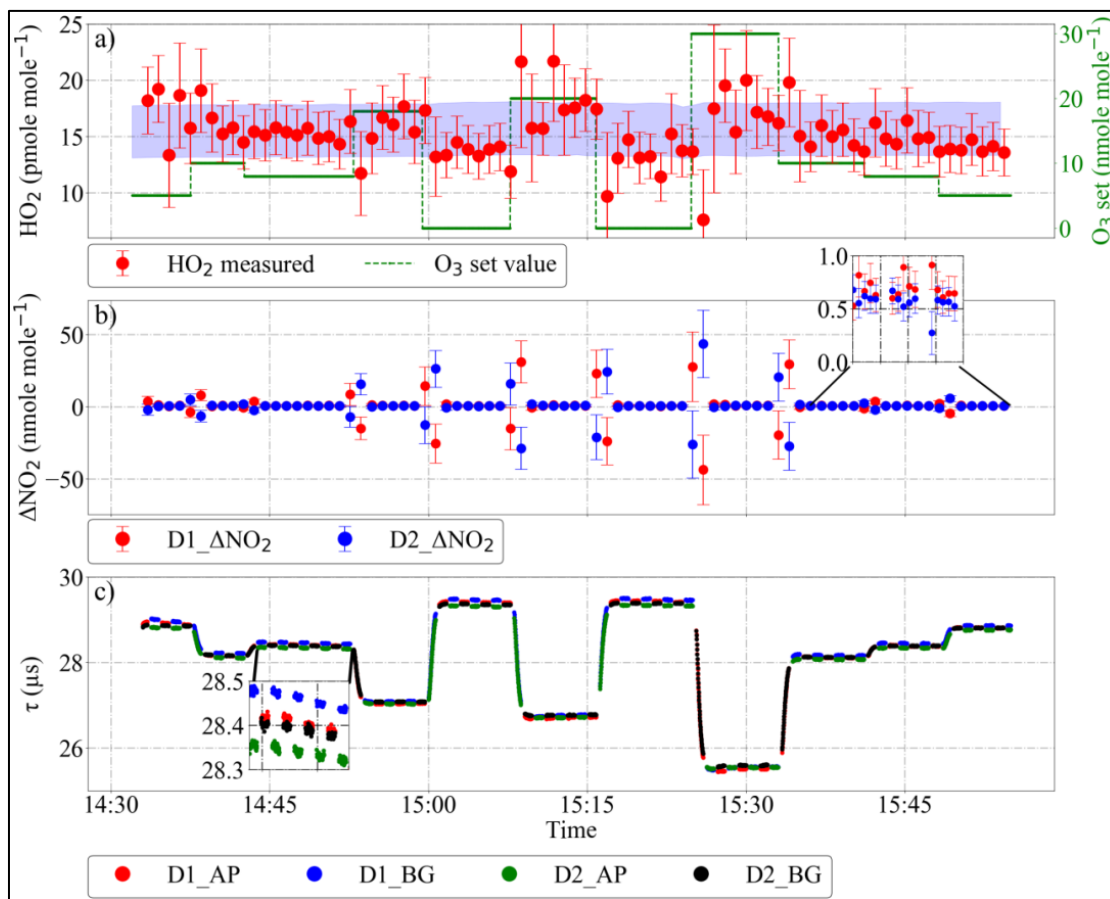 a)
HO₂ (pmole mole⁻¹)
25
20
15
10
O₃ set (nmole mole⁻¹)
30
20
10
0
HO₂ measured
O₃ set value
b)
ΔNO₂ (nmole mole⁻¹)
50
0
−50
1.0
0.5
0.0
D1_ΔNO₂
D2_ΔNO₂
c)
τ (μs)
30
28
26
28.5
28.4
28.3
14:30 14:45 15:00 15:15 15:30 15:45
Time
D1_AP D1_BG D2_AP D2_BG